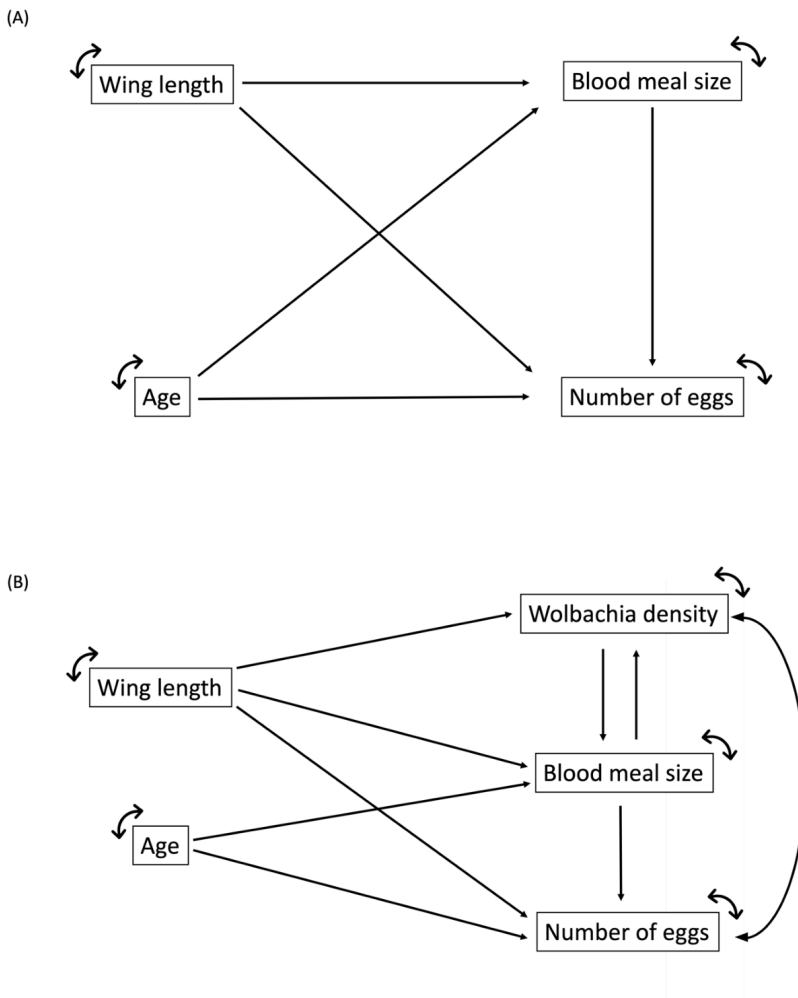 (A)
Wing length
Blood meal size
Age
Number of eggs
(B)
Wolbachia density
Wing length
Blood meal size
Age
Number of eggs